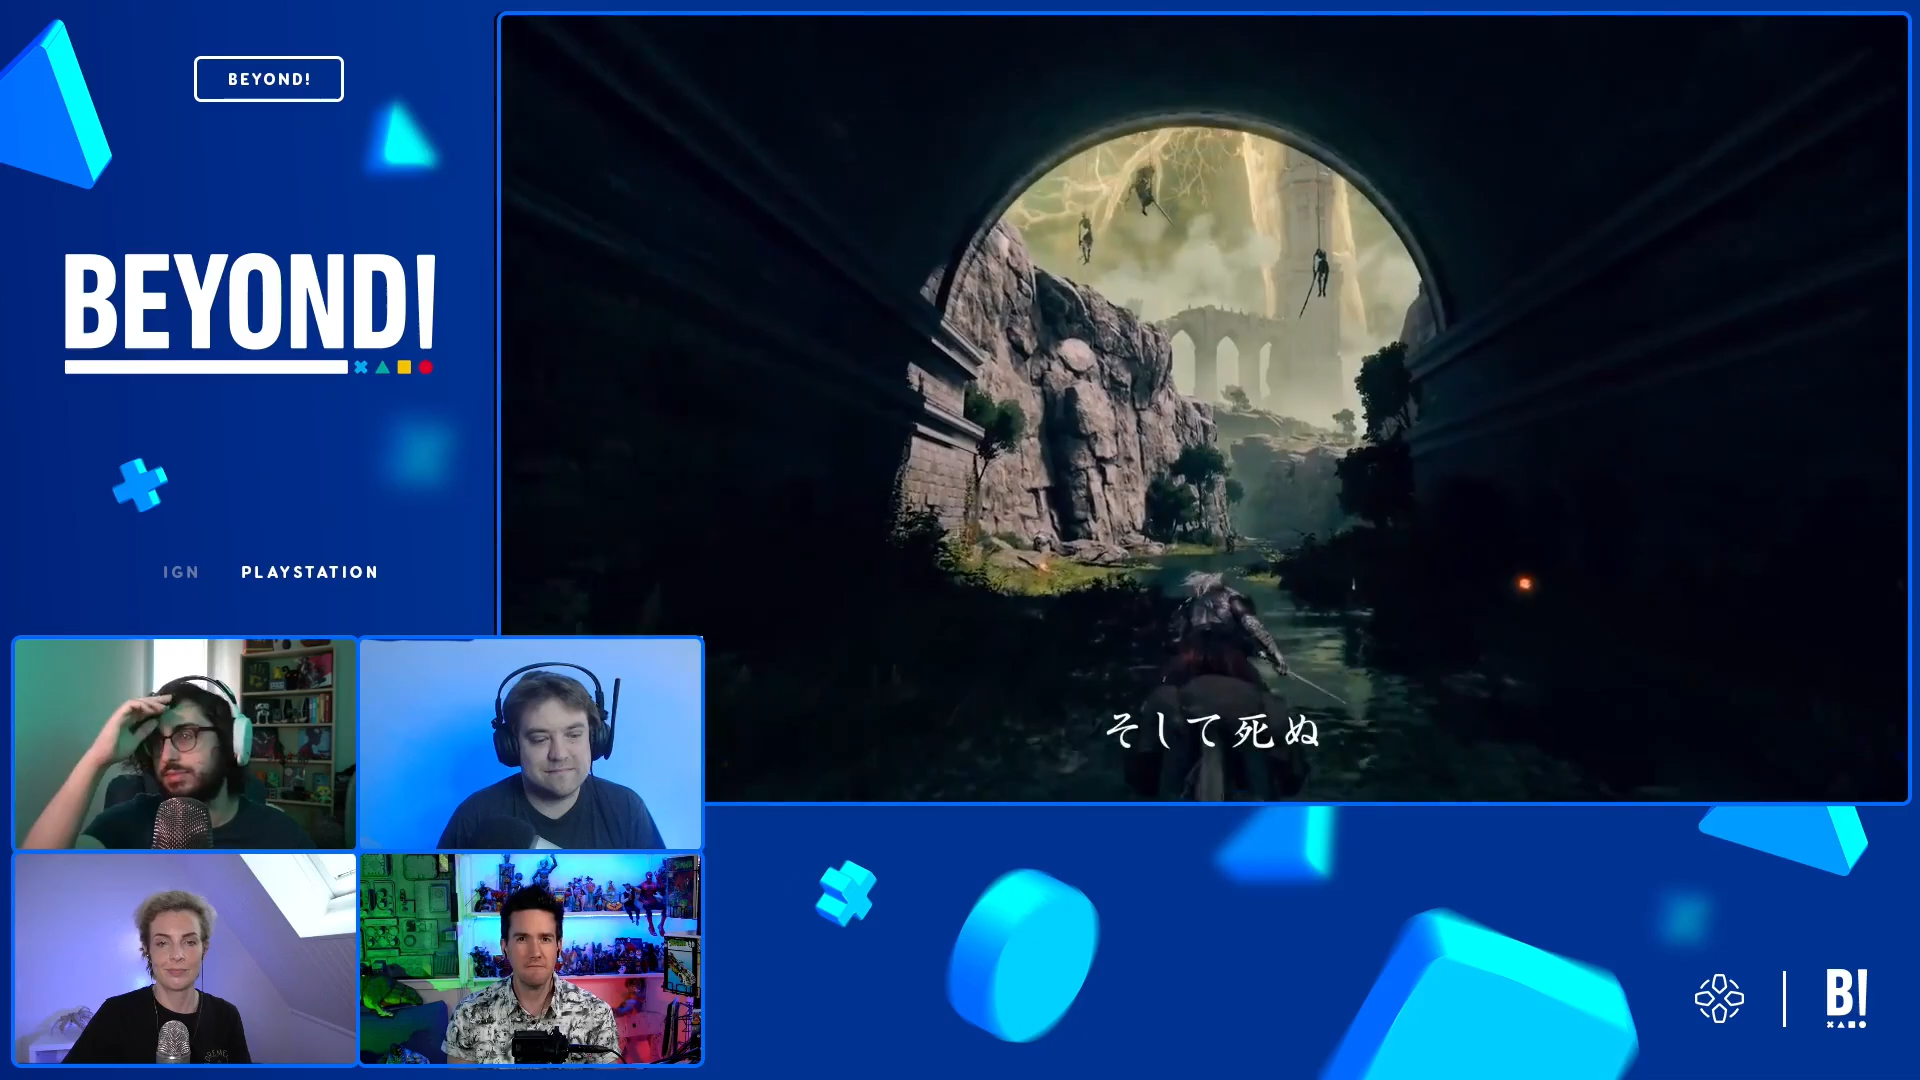 BEYOND!
BEYOND!
IGN PLAYSTATION
そして死ぬ
B!